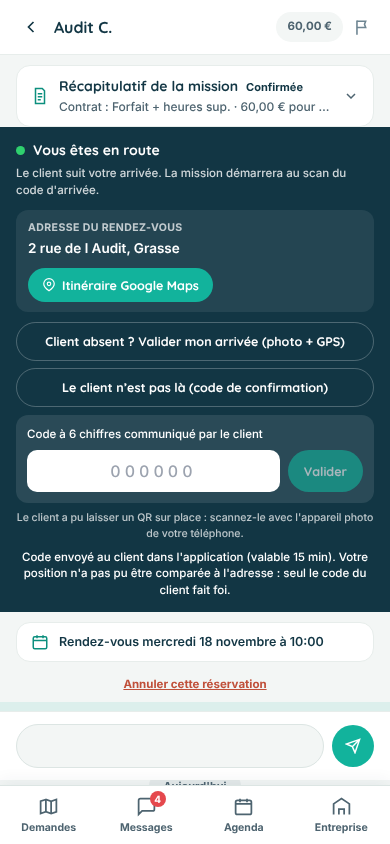 Audit C.
60,00 €
Récapitulatif de la mission Confirmée
Contrat : Forfait + heures sup. · 60,00 € pour ...
Vous êtes en route
Le client suit votre arrivée. La mission démarrera au scan du
code d'arrivée.
ADRESSE DU RENDEZ-VOUS
2 rue de l Audit, Grasse
Itinéraire Google Maps
Client absent ? Valider mon arrivée (photo + GPS)
Le client n'est pas là (code de confirmation)
Code à 6 chiffres communiqué par le client
000000
Valider
Le client a pu laisser un QR sur place : scannez-le avec l'appareil photo
de votre téléphone.
Code envoyé au client dans l'application (valable 15 min). Votre
position n'a pas pu être comparée à l'adresse : seul le code du
client fait foi.
Rendez-vous mercredi 18 novembre à 10:00
Annuler cette réservation
Aujourd'hui
4
Demandes
Messages
Agenda
Entreprise